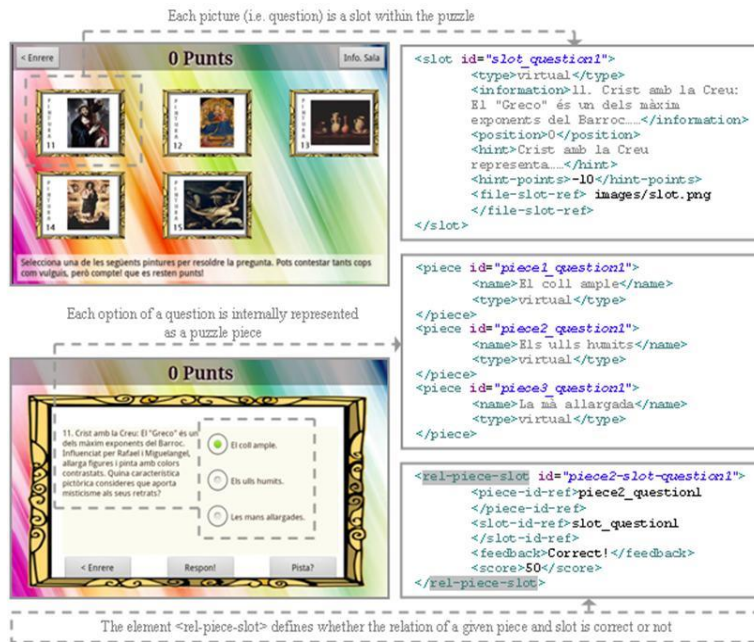 Each picture (i.e. question) is a slot within the puzzle
< Enrere
0 Punts
Info. Sala
PINTURA
11
PINTURA
12
PINTURA
13
PINTURA
14
PINTURA
15
Selecciona una de les següents pintures per resoldre la pregunta. Pots contestar tants cops
com vulguis, però compte! que es resten punts!
<slot id="slot_question1">
<type>virtual</type>
<information>11. Crist amb la Creu:
El "Greco" és un dels màxim
exponents del Barroc……</information>
<position>0</position>
<hint>Crist amb la Creu
representa……</hint>
<hint-points>-10</hint-points>
<file-slot-ref> images/slot.png
</file-slot-ref>
</slot>
Each option of a question is internally represented
as a puzzle piece
<piece id="piece1_question1">
<name>El coll ample</name>
<type>virtual</type>
</piece>
<piece id="piece2_question1">
<name>Els ulls humits</name>
<type>virtual</type>
</piece>
<piece id="piece3_question1">
<name>La mà allargada</name>
<type>virtual</type>
</piece>
0 Punts
11. Crist amb la Creu: El "Greco" és un
dels màxim exponents del Barroc.
Influenciat per Rafael i Miguelangel,
allarga figures i pinta amb colors
contrastats. Quina característica
pictòrica consideres que aporta
misticisme als seus retrats?
El coll ample.
Els ulls humits.
Les mans allargades.
< Enrere
Respon!
Pista?
<rel-piece-slot id="piece2-slot-question1">
<piece-id-ref>piece2_question1
</piece-id-ref>
<slot-id-ref>slot_question1
</slot-id-ref>
<feedback>Correct!</feedback>
<score>50</score>
</rel-piece-slot>
The element <rel-piece-slot> defines whether the relation of a given piece and slot is correct or not